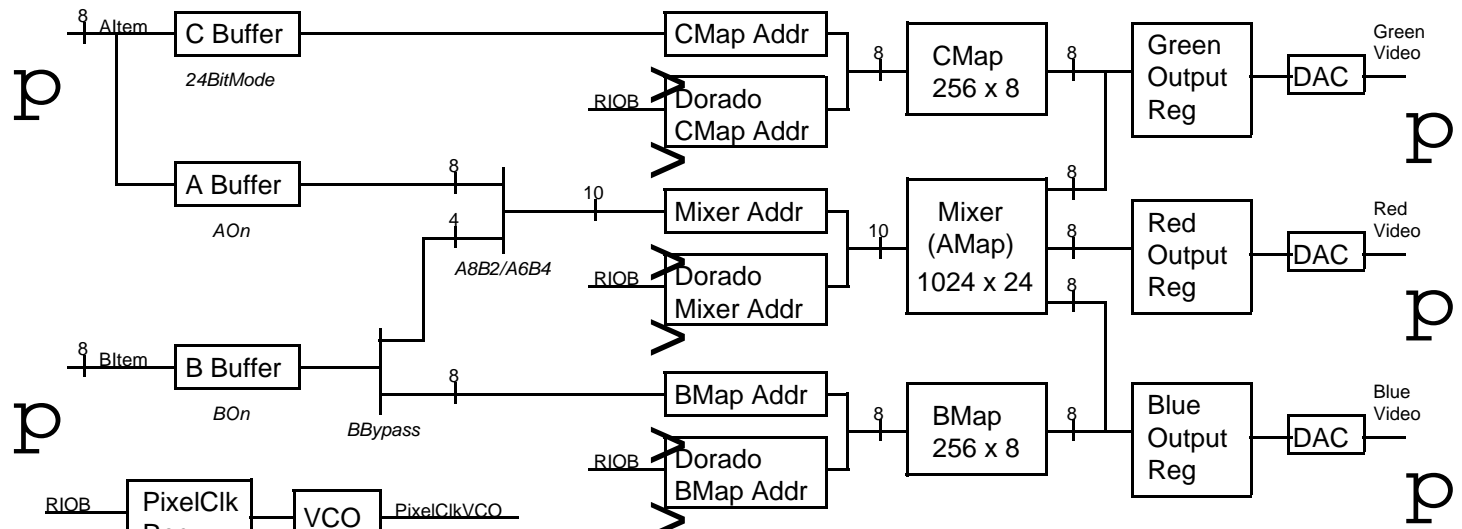 8
AItem
C Buffer
24BitMode
p
CMap Addr
RIOB
>
Dorado
CMap Addr
>
8
CMap
256 x 8
8
Green
Output
Reg
DAC
Green
Video
p
A Buffer
AOn
8
4
A8B2/A6B4
10
Mixer Addr
RIOB
>
Dorado
Mixer Addr
>
10
Mixer
(AMap)
1024 x 24
8
8
8
Red
Output
Reg
DAC
Red
Video
p
8
BItem
B Buffer
BOn
p
BBypass
8
BMap Addr
RIOB
>
Dorado
BMap Addr
>
8
BMap
256 x 8
8
Blue
Output
Reg
DAC
Blue
Video
p
RIOB
PixelClk
VCO
PixelClkVCO